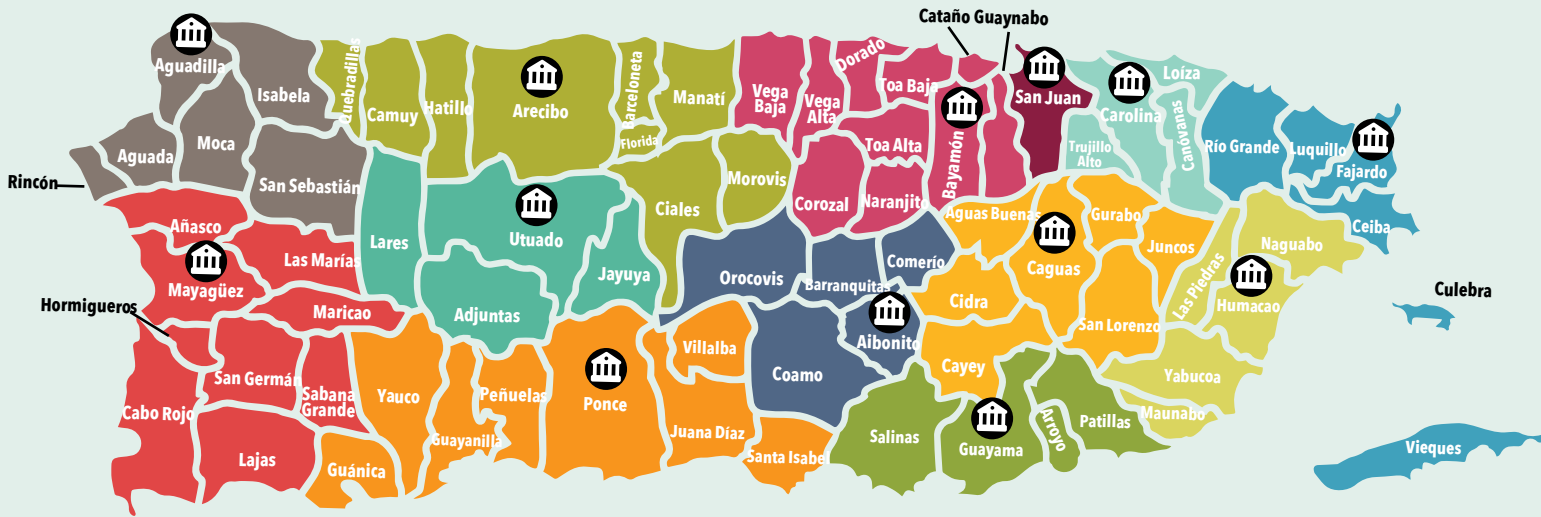 Cataño Guaynabo
Aguadilla
Isabela
Quebradillas
Camuy
Hatillo
Arecibo
Barceloneta
Florida
Manatí
Vega
Baja
Vega
Alta
Dorado
Toa Baja
Toa Alta
Bayamón
San Juan
Carolina
Loíza
Trujillo
Alto
Canóvanas
Río Grande
Luquillo
Fajardo
Ceiba
Moca
Aguada
Rincón
San Sebastián
Añasco
Mayagüez
Las Marías
Lares
Utuado
Jayuya
Ciales
Morovis
Corozal
Naranjito
Aguas Buenas
Gurabo
Juncos
Caguas
Las Piedras
Naguabo
Humacao
Culebra
Hormigueros
Maricao
Adjuntas
Orocovis
Barranquitas
Comerío
Cidra
San Lorenzo
Aibonito
Villalba
Coamo
Cayey
Yabucoa
Maunabo
San Germán
Sabana
Grande
Cabo Rojo
Lajas
Yauco
Guánica
Guayanilla
Peñuelas
Ponce
Juana Díaz
Santa Isabel
Salinas
Guayama
Arroyo
Patillas
Vieques